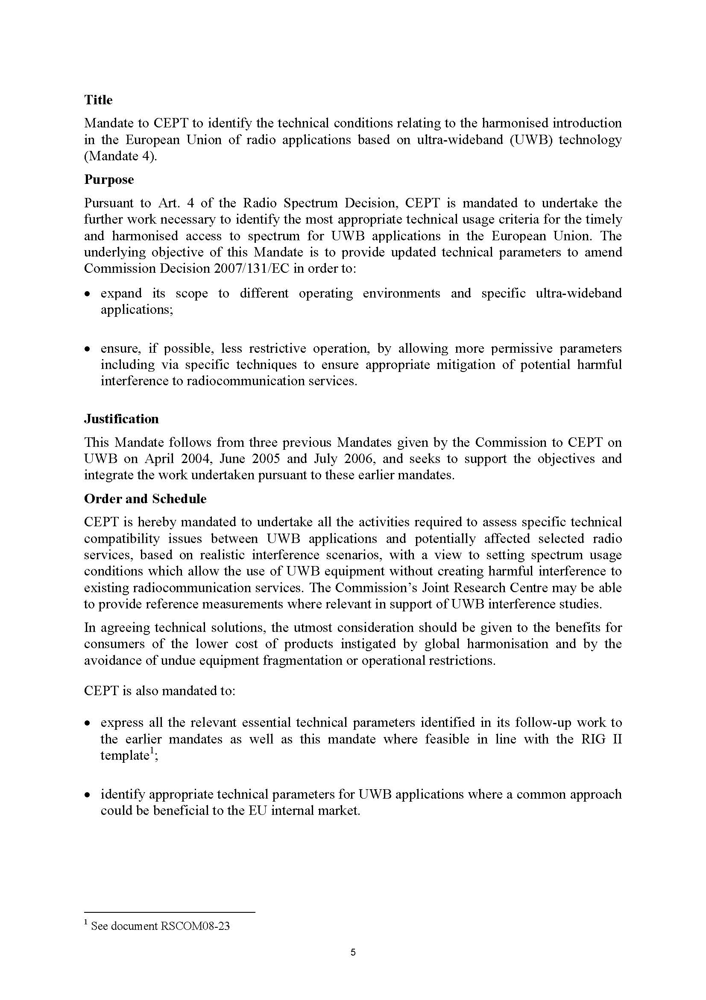 Title
Mandate to CEPT to identify the technical conditions relating to the harmonised introduction
in the European Union of radio applications based on ultra-wideband (UWB) technology
(Mandate 4).
Purpose
Pursuant to Art. 4 of the Radio Spectrum Decision, CEPT is mandated to undertake the
further work necessary to identify the most appropriate technical usage criteria for the timely
and harmonised access to spectrum for UWB applications in the European Union. The
underlying objective of this Mandate is to provide updated technical parameters to amend
Commission Decision 2007/131/EC in order to:
• expand its scope to different operating environments and specific ultra-wideband
applications;
• ensure, if possible, less restrictive operation, by allowing more permissive parameters
including via specific techniques to ensure appropriate mitigation of potential harmful
interference to radiocommunication services.
Justification
This Mandate follows from three previous Mandates given by the Commission to CEPT on
UWB on April 2004, June 2005 and July 2006, and seeks to support the objectives and
integrate the work undertaken pursuant to these earlier mandates.
Order and Schedule
CEPT is hereby mandated to undertake all the activities required to assess specific technical
compatibility issues between UWB applications and potentially affected selected radio
services, based on realistic interference scenarios, with a view to setting spectrum usage
conditions which allow the use of UWB equipment without creating harmful interference to
existing radiocommunication services. The Commission’s Joint Research Centre may be able
to provide reference measurements where relevant in support of UWB interference studies.
In agreeing technical solutions, the utmost consideration should be given to the benefits for
consumers of the lower cost of products instigated by global harmonisation and by the
avoidance of undue equipment fragmentation or operational restrictions.
CEPT is also mandated to:
• express all the relevant essential technical parameters identified in its follow-up work to
the earlier mandates as well as this mandate where feasible in line with the RIG II
template1;
• identify appropriate technical parameters for UWB applications where a common approach
could be beneficial to the EU internal market.
1 See document RSCOM08-23
5